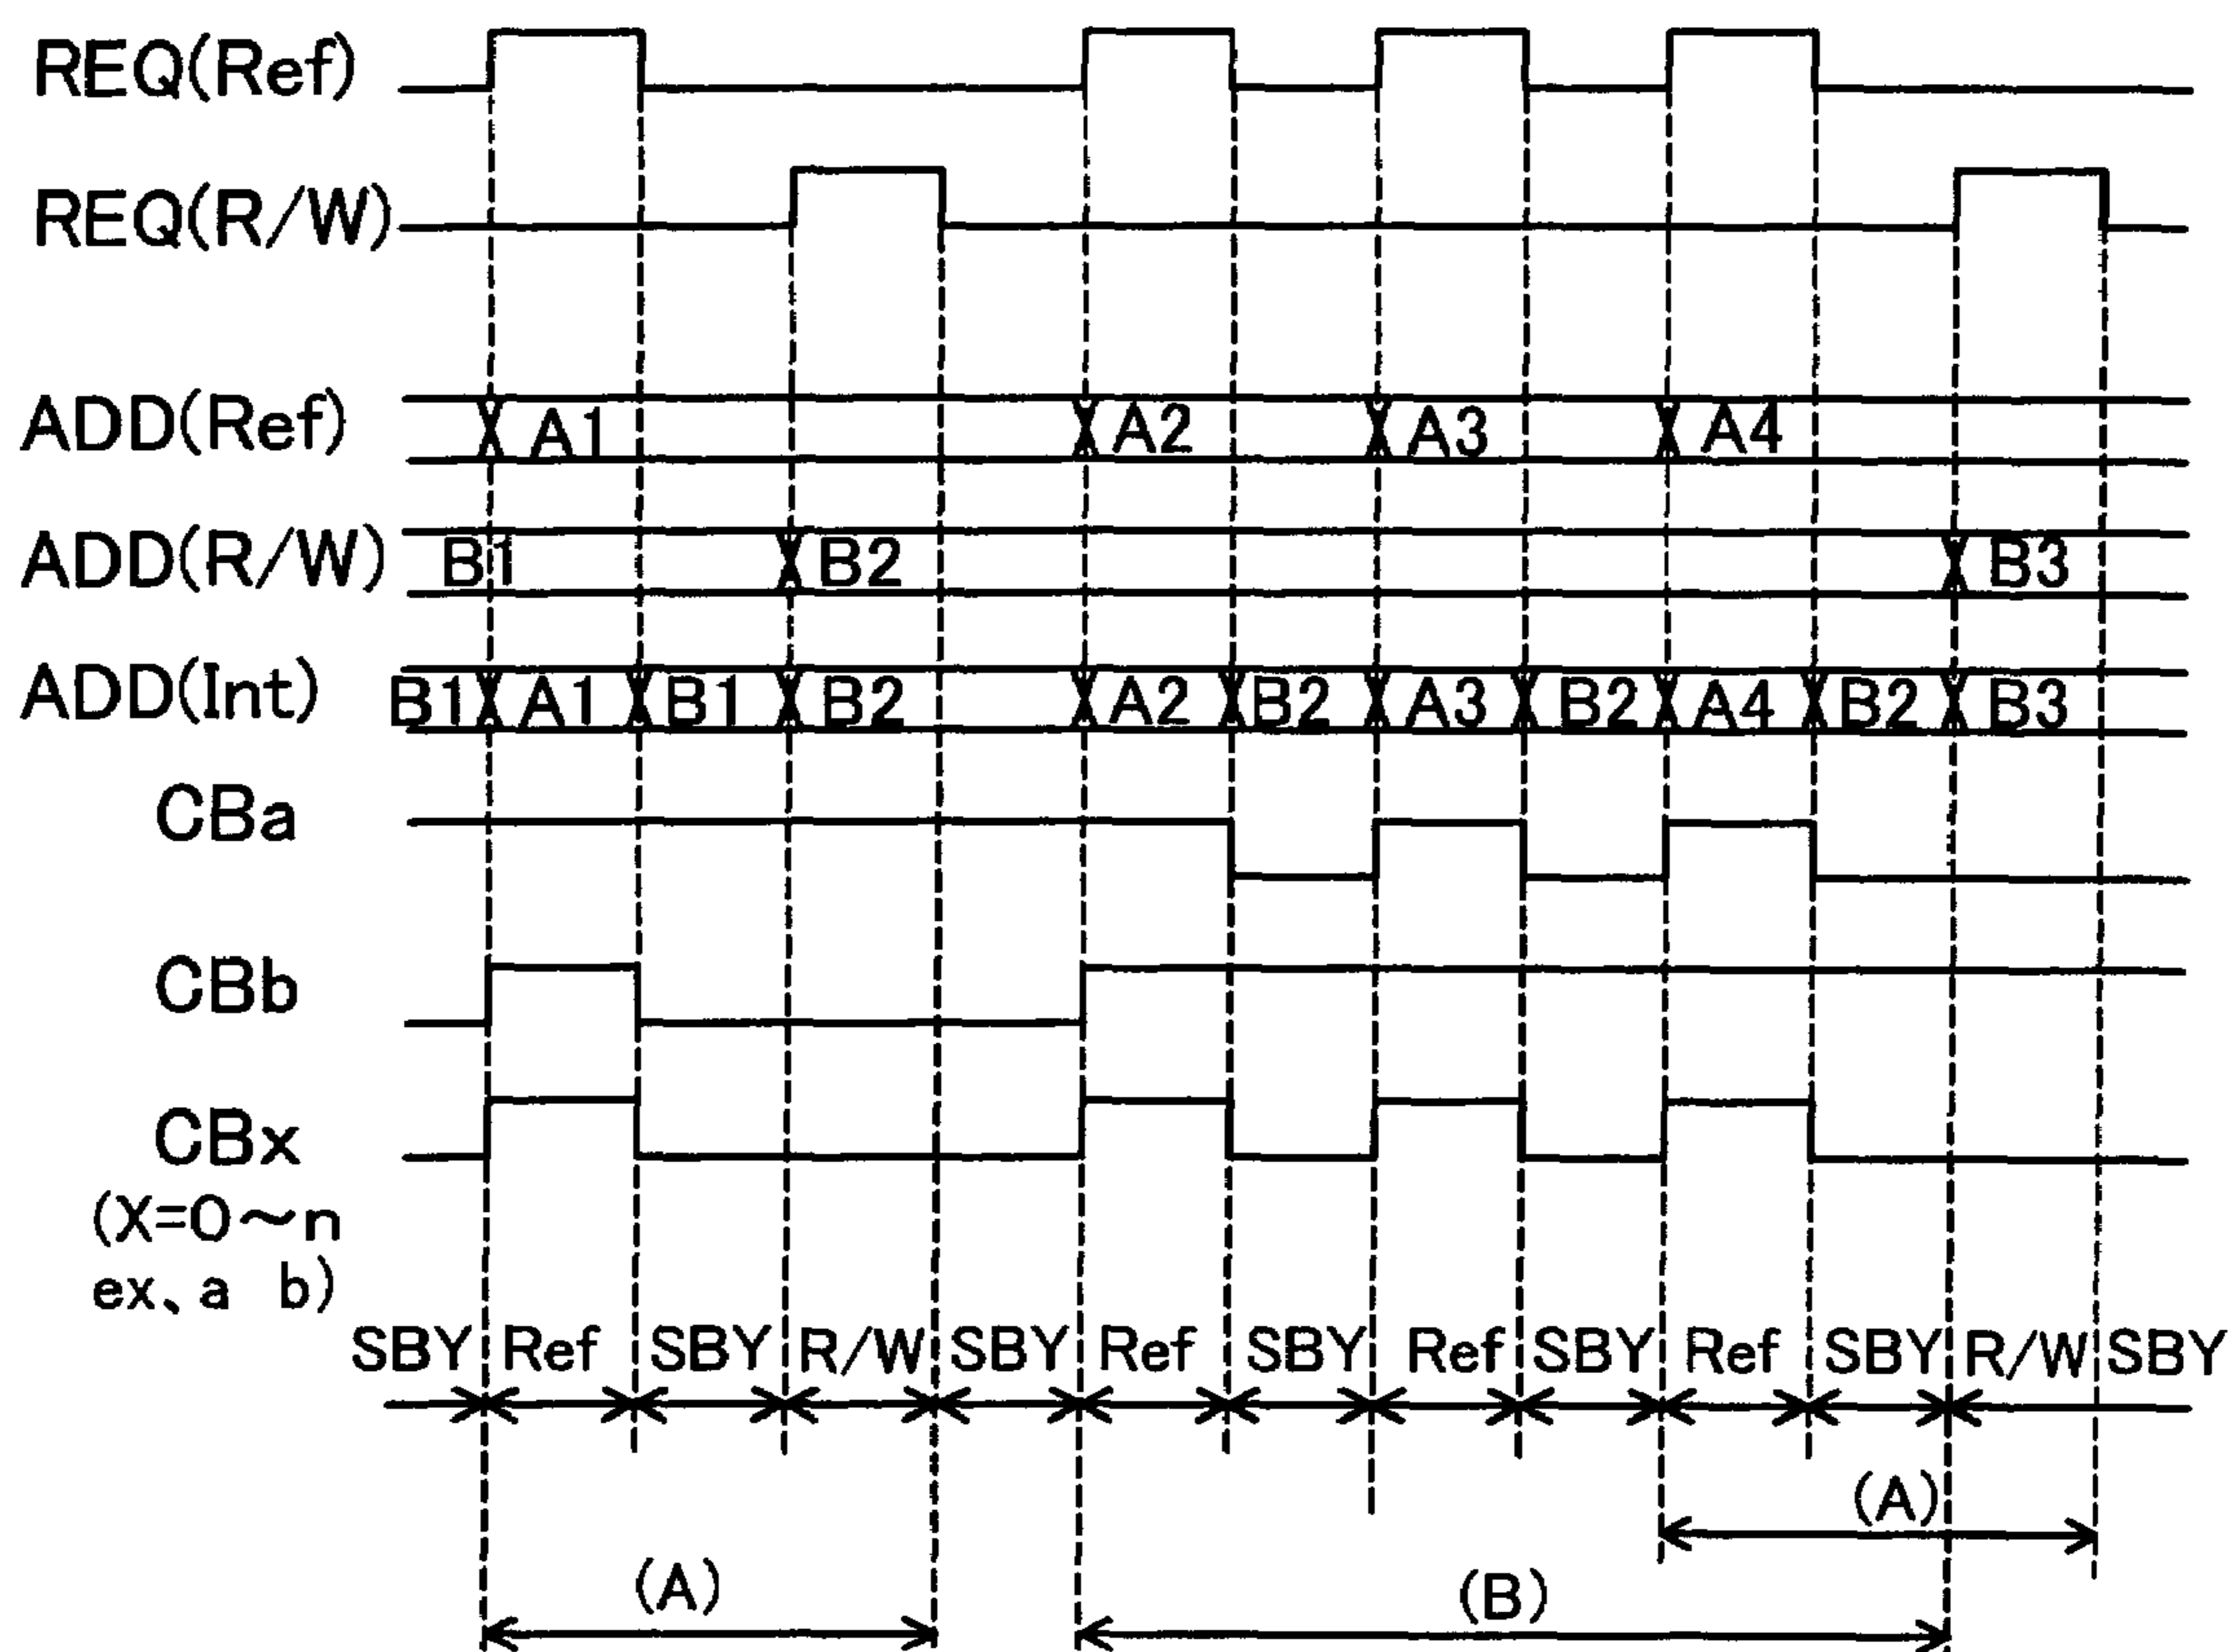 REQ(Ref)
REQ(R/W)
ADD(Ref) A1 A2 A3 A4
ADD(R/W) B1 B2 B3
ADD(Int) B1 A1 B1 B2 A2 B2 A3 B2 A4 B2 B3
CBa
CBb
CBx
(X=0～n
ex、a b)
SBY Ref SBY R/W SBY Ref SBY Ref SBY Ref SBY R/W SBY
(A)
(A) (B)